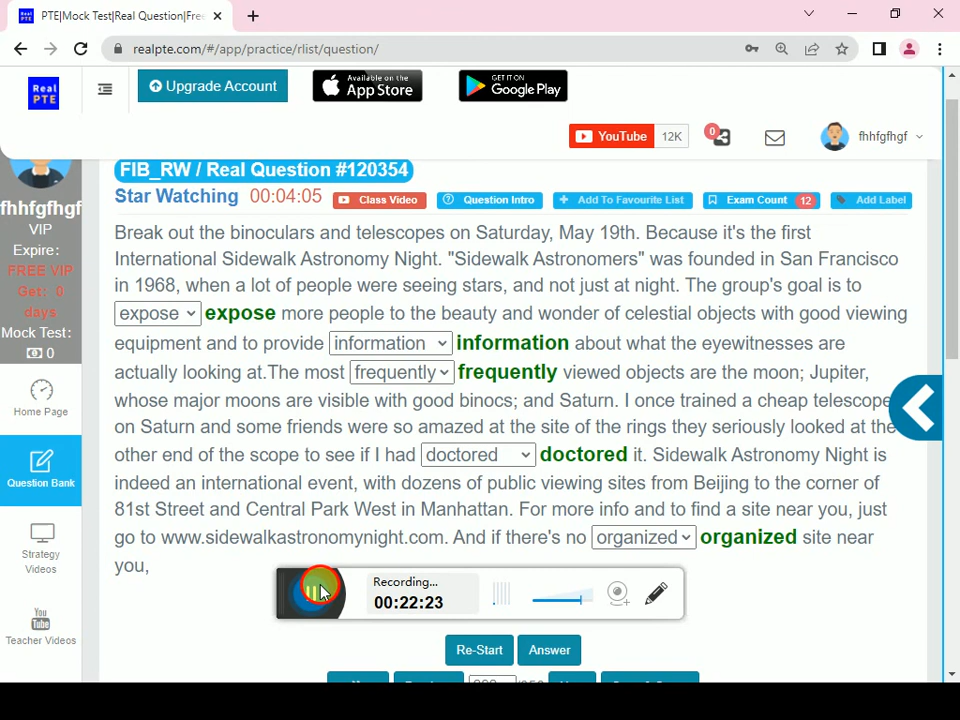 PTE|Mock Test|Real Question|Fre
realpte.com/#/app/practice/rlist/question/
Real
PTE
Upgrade Account
Available on the
App Store
GET IT ON
Google Play
YouTube 12K
0
fhhfgfhgf
fhhfgfhgf
VIP
Expire:
FREE VIP
Get: 0
days
Mock Test:
0
Home Page
Question Bank
Strategy
Videos
You
Tube
Teacher Videos
FIB_RW / Real Question #120354
Star Watching 00:04:05 Class Video Question Intro Add To Favourite List Exam Count 12 Add Label
Break out the binoculars and telescopes on Saturday, May 19th. Because it's the first
International Sidewalk Astronomy Night. "Sidewalk Astronomers" was founded in San Francisco
in 1968, when a lot of people were seeing stars, and not just at night. The group's goal is to
expose expose more people to the beauty and wonder of celestial objects with good viewing
equipment and to provide information information about what the eyewitnesses are
actually looking at.The most frequently frequently viewed objects are the moon; Jupiter,
whose major moons are visible with good binocs; and Saturn. I once trained a cheap telescope
on Saturn and some friends were so amazed at the site of the rings they seriously looked at the
other end of the scope to see if I had doctored doctored it. Sidewalk Astronomy Night is
indeed an international event, with dozens of public viewing sites from Beijing to the corner of
81st Street and Central Park West in Manhattan. For more info and to find a site near you, just
go to www.sidewalkastronomynight.com. And if there's no organized organized site near
you,
Recording...
00:22:23
Re-Start Answer